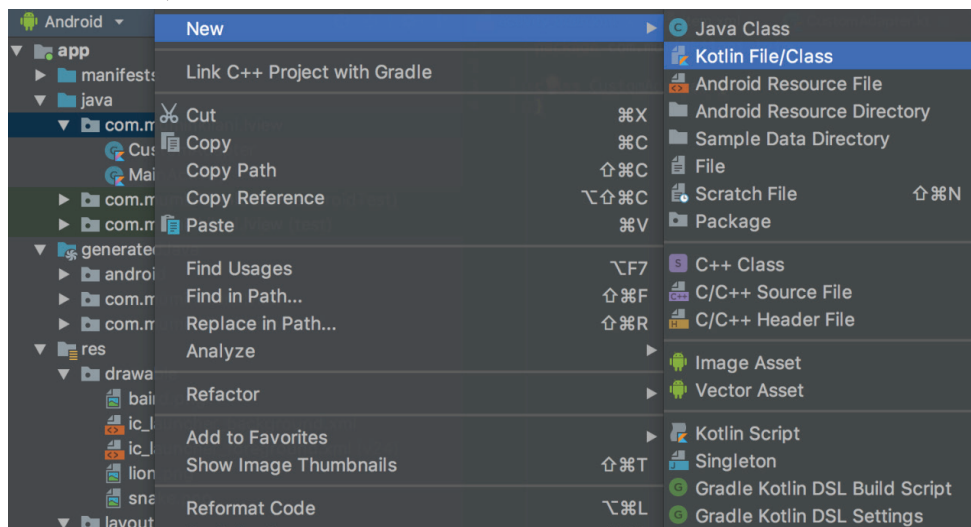 Android
app
manifests
java
com.m
Cus
Mai
com.m
com.m
generated
androi
com.m
com.m
res
drawa
bai
ic_l
ic_l
lion
sna
layout
New
Link C++ Project with Gradle
Cut ⌘X
Copy ⌘C
Copy Path ⇧⌘C
Copy Reference ⌥⇧⌘C
Paste ⌘V
Find Usages ⌥F7
Find in Path... ⇧⌘F
Replace in Path... ⇧⌘R
Analyze
Refactor
Add to Favorites
Show Image Thumbnails ⇧⌘T
Reformat Code ⌥⌘L
Java Class
Kotlin File/Class
Android Resource File
Android Resource Directory
Sample Data Directory
File
Scratch File ⇧⌘N
Package
C++ Class
C/C++ Source File
C/C++ Header File
Image Asset
Vector Asset
Kotlin Script
Singleton
Gradle Kotlin DSL Build Script
Gradle Kotlin DSL Settings